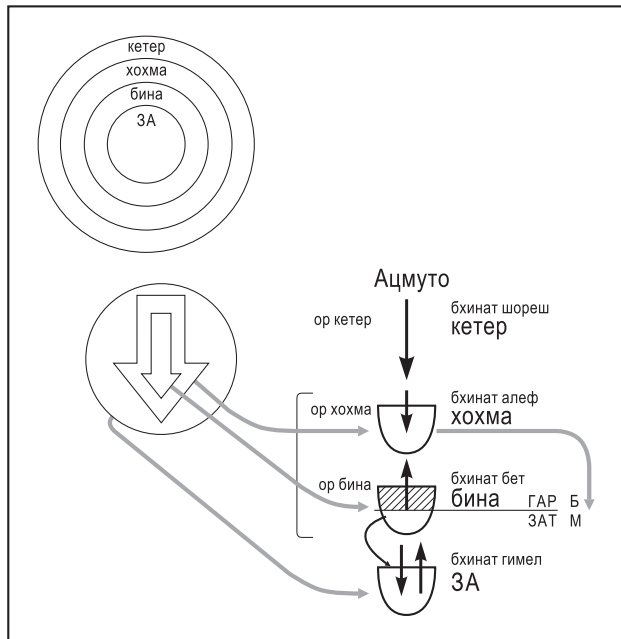 кетер
хохма
бина
ЗА
Ацмуто
ор кетер
бхинат шореш
кетер
ор хохма
бхинат алеф
хохма
ор бина
бхинат бет
бина
ГАР Б
ЗАТ М
бхинат гимел
ЗА